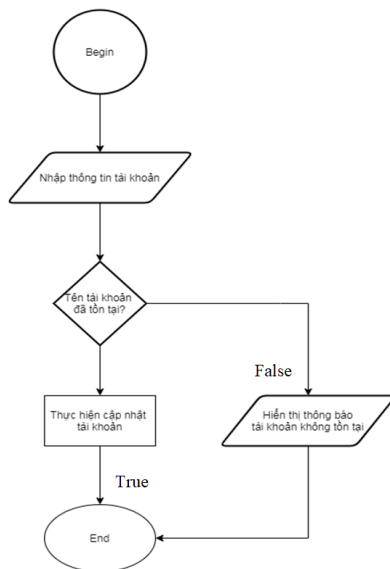 Begin
Nhập thông tin tài khoản
Tên tài khoản
đã tồn tại?
False
Thực hiện cập nhật
tài khoản
Hiển thị thông báo
tài khoản không tồn tại
True
End